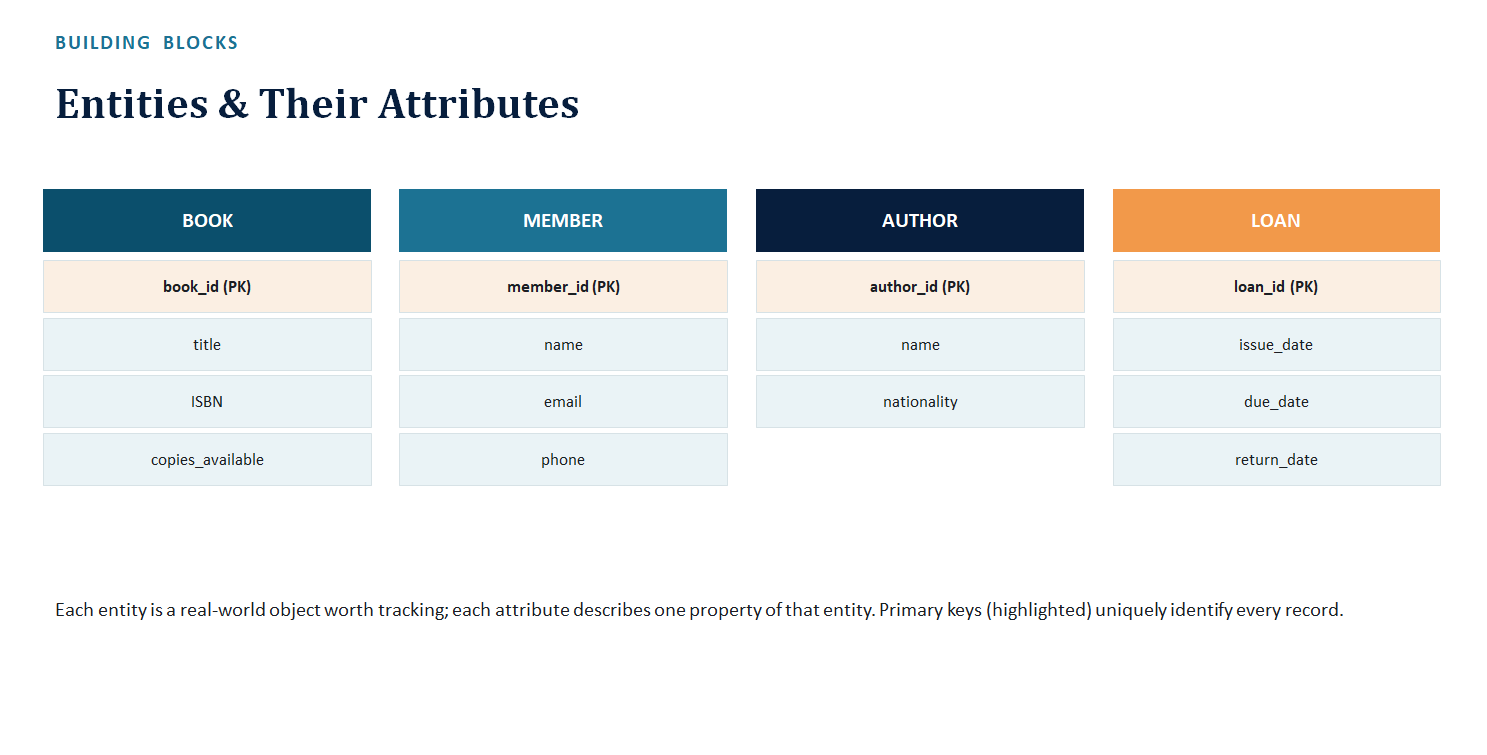 BUILDING BLOCKS
Entities & Their Attributes
BOOK
book_id (PK)
title
ISBN
copies_available
MEMBER
member_id (PK)
name
email
phone
AUTHOR
author_id (PK)
name
nationality
LOAN
loan_id (PK)
issue_date
due_date
return_date
Each entity is a real-world object worth tracking; each attribute describes one property of that entity. Primary keys (highlighted) uniquely identify every record.